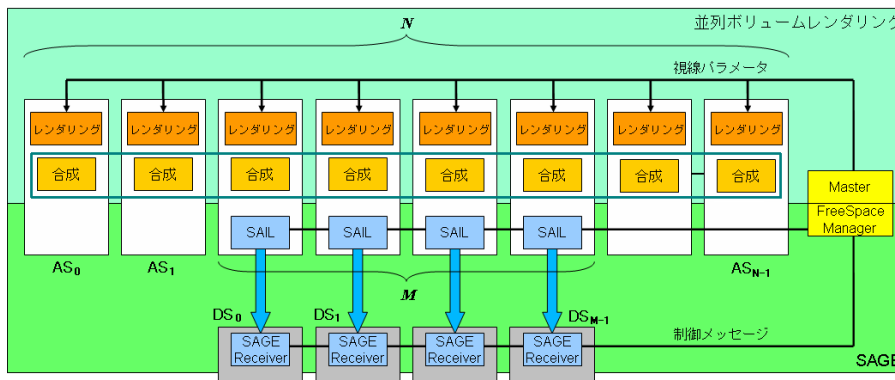 並列ボリュームレンダリング
N
視線パラメータ
レンダリング
レンダリング
レンダリング
レンダリング
レンダリング
レンダリング
レンダリング
レンダリング
合成
合成
合成
合成
合成
合成
合成
合成
Master
FreeSpace
Manager
SAIL
SAIL
SAIL
SAIL
AS0
AS1
ASN-1
M
DS0
DS1
DSM-1
制御メッセージ
SAGE
Receiver
SAGE
Receiver
SAGE
Receiver
SAGE
Receiver
SAGE